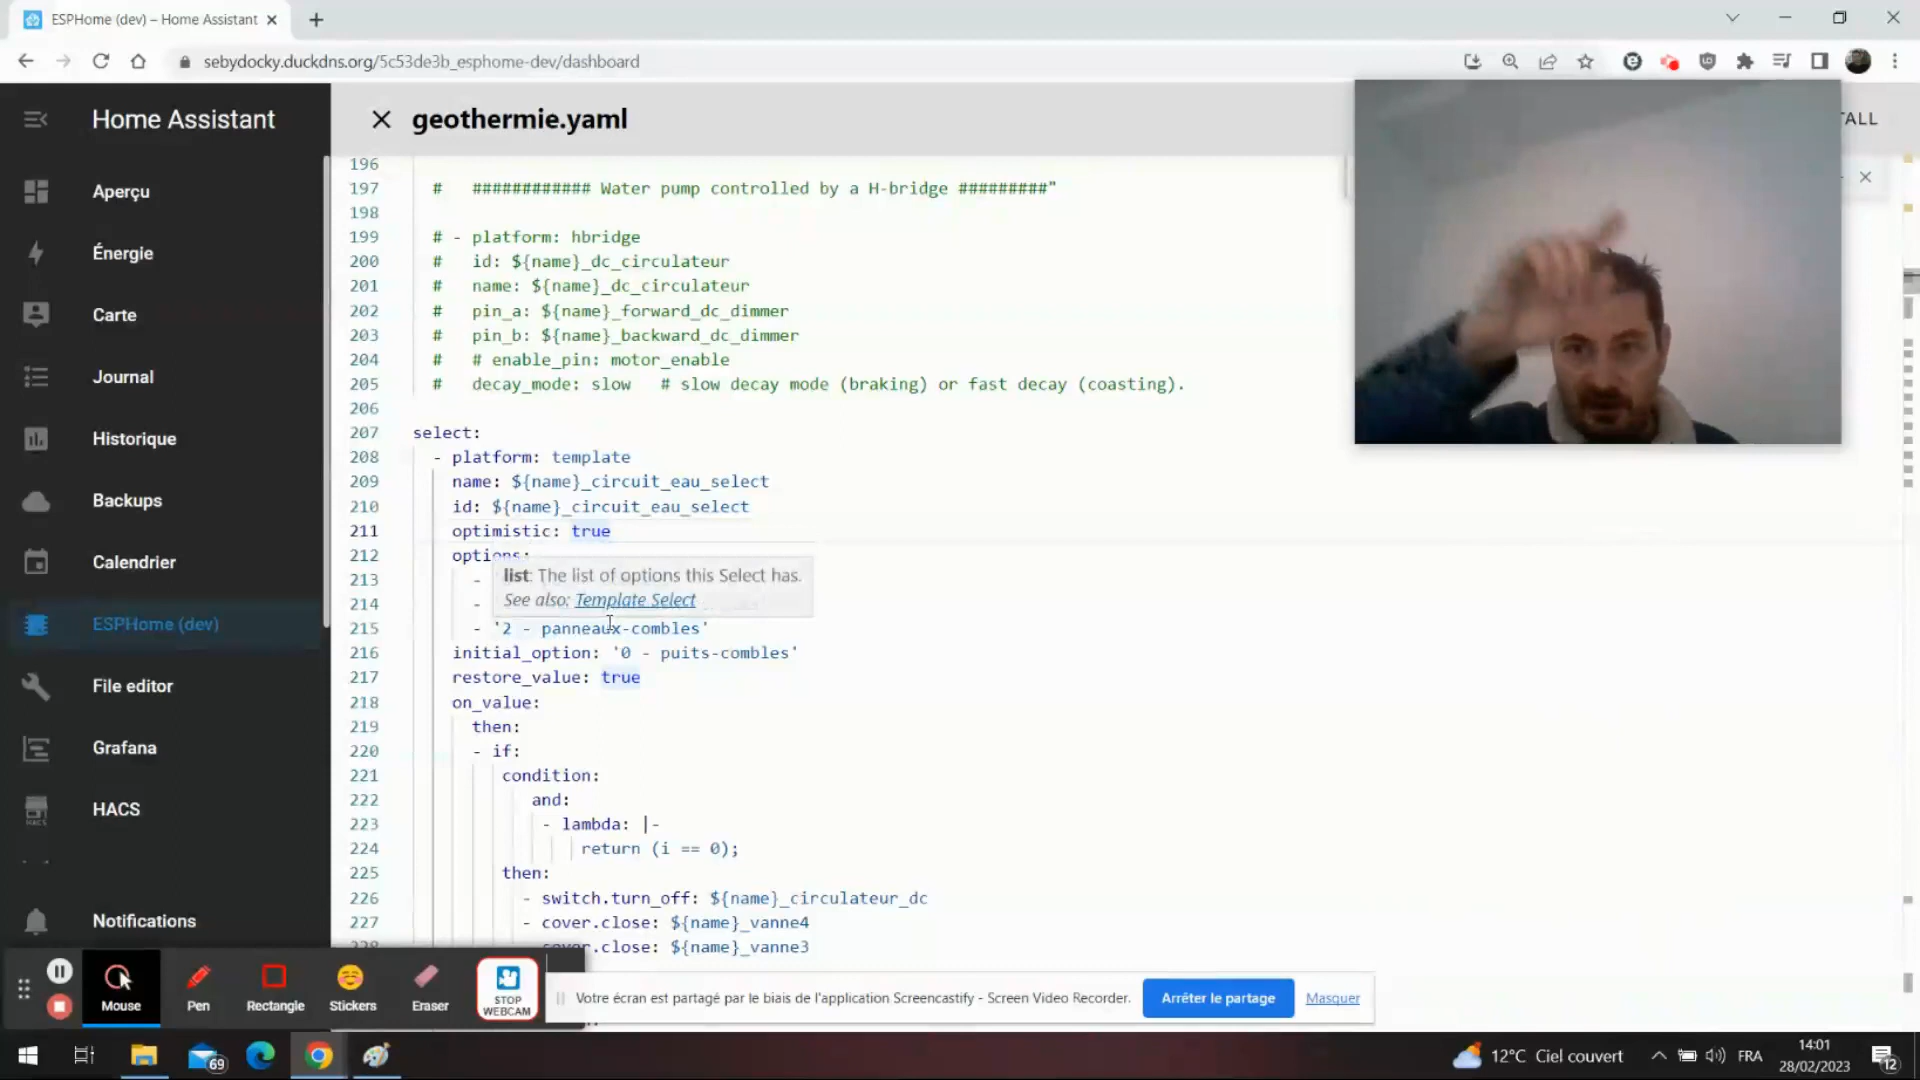 ESPHome (dev) – Home Assistant
sebydocky.duckdns.org/5c53de3b_esphome-dev/dashboard
Home Assistant
geothermie.yaml
TALL
Aperçu
Énergie
Carte
Journal
Historique
Backups
Calendrier
ESPHome (dev)
File editor
Grafana
HACS
Notifications
196
197 # ############ Water pump controlled by a H-bridge #########"
198
199 # - platform: hbridge
200 # id: ${name}_dc_circulateur
201 # name: ${name}_dc_circulateur
202 # pin_a: ${name}_forward_dc_dimmer
203 # pin_b: ${name}_backward_dc_dimmer
204 # # enable_pin: motor_enable
205 # decay_mode: slow # slow decay mode (braking) or fast decay (coasting).
206
207 select:
208 - platform: template
209 name: ${name}_circuit_eau_select
210 id: ${name}_circuit_eau_select
211 optimistic: true
212 options:
213 -
list: The list of options this Select has.
214 -
See also: Template Select
215 - '2 - panneaux-combles'
216 initial_option: '0 - puits-combles'
217 restore_value: true
218 on_value:
219 then:
220 - if:
221 condition:
222 and:
223 - lambda: |-
224 return (i == 0);
225 then:
226 - switch.turn_off: ${name}_circulateur_dc
227 - cover.close: ${name}_vanne4
228 cover.close: ${name}_vanne3
Mouse
Pen
Rectangle
Stickers
Eraser
STOP
WEBCAM
Votre écran est partagé par le biais de l'application Screencastify - Screen Video Recorder.
Arrêter le partage
Masquer
69
12°C Ciel couvert
FRA
14:01
28/02/2023
12